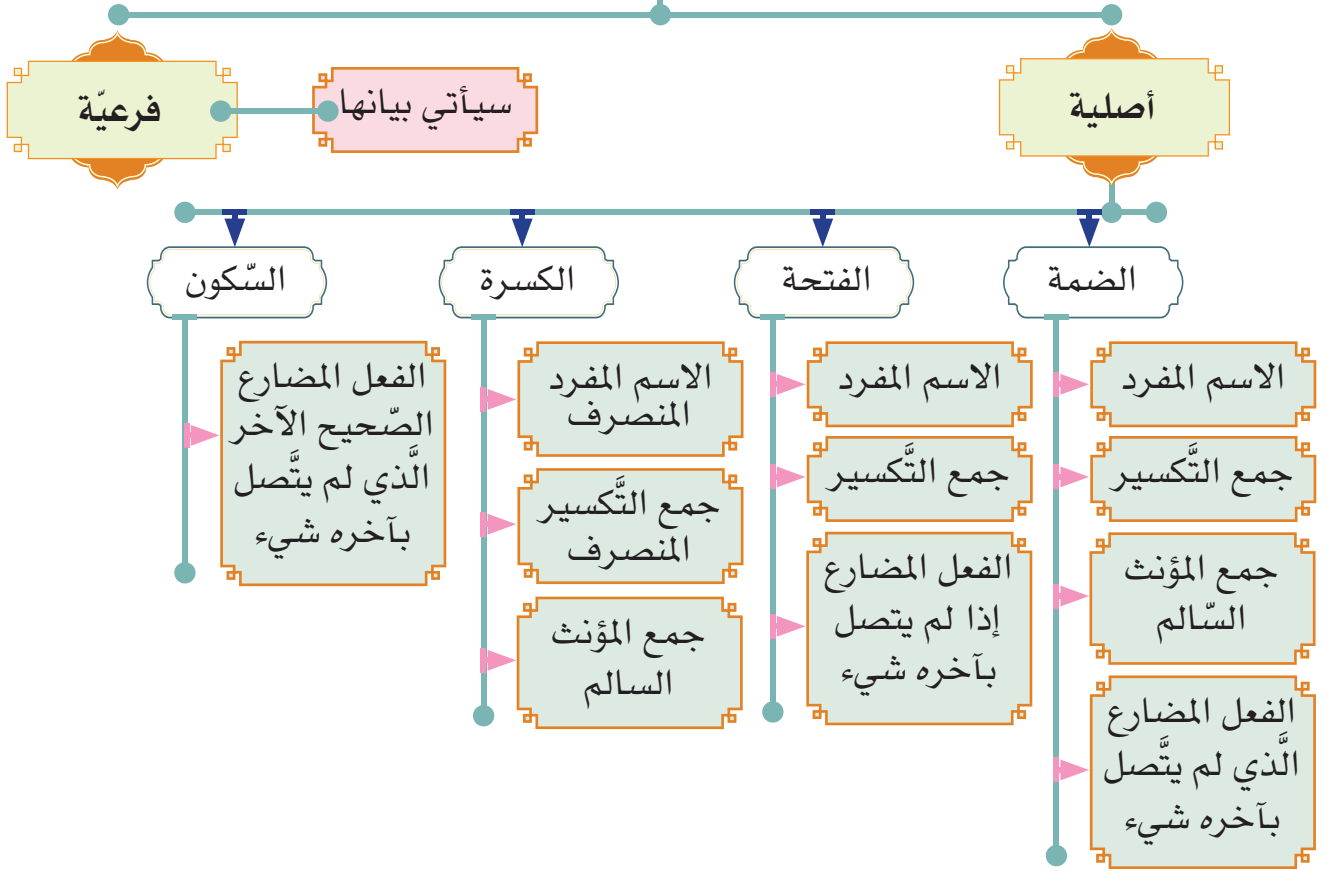 أصلية
سيأتي بيانها
فرعيّة
الضمة
الاسم المفرد
جمع التَّكسير
جمع المؤنث
السّالم
الفعل المضارع
الَّذي لم يتَّصل
بآخره شيء
الفتحة
الاسم المفرد
جمع التَّكسير
الفعل المضارع
إذا لم يتصل
بآخره شيء
الكسرة
الاسم المفرد
المنصرف
جمع التَّكسير
المنصرف
جمع المؤنث
السالم
السّكون
الفعل المضارع
الصّحيح الآخر
الَّذي لم يتَّصل
بآخره شيء